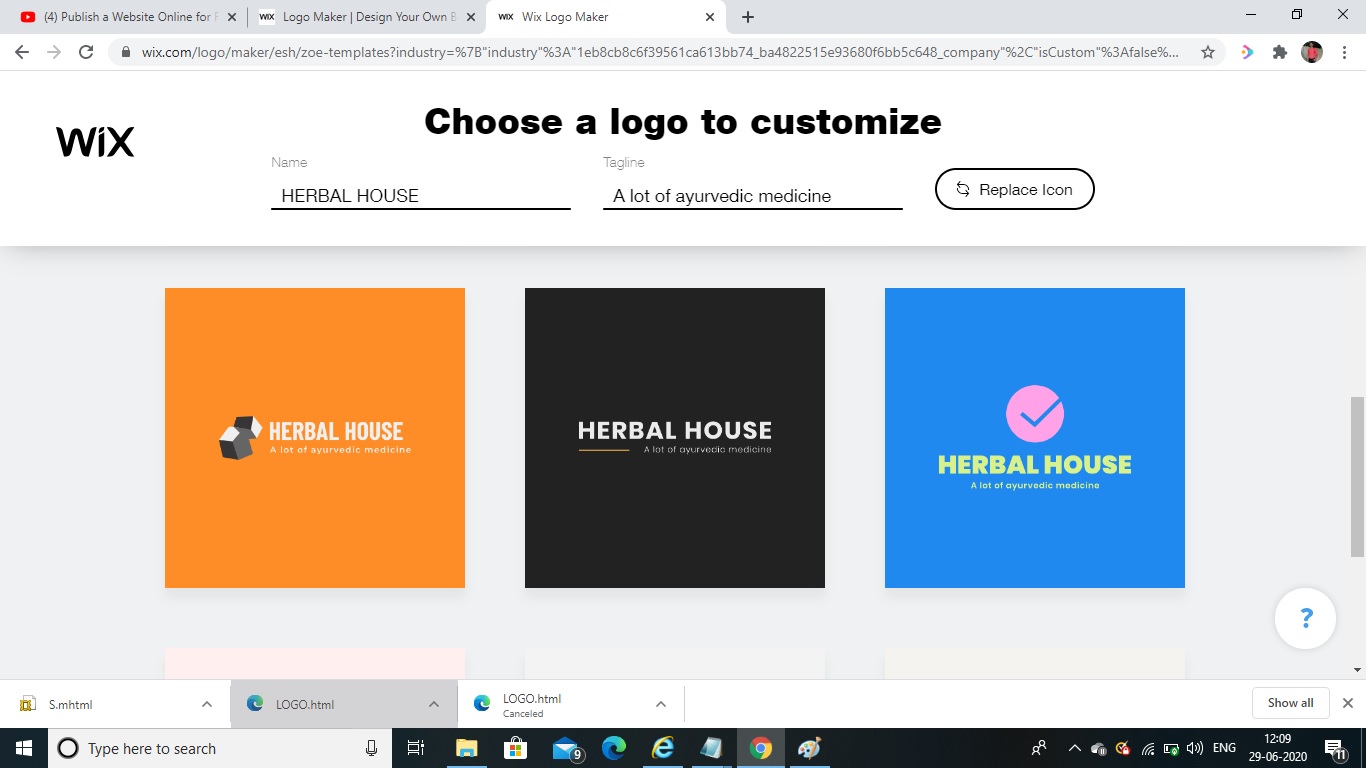 (4) Publish a Website Online for F
WIX Logo Maker | Design Your Own B
WIX Wix Logo Maker
wix.com/logo/maker/esh/zoe-templates?industry=%7B"industry"%3A"1eb8cb8c6f39561ca613bb74_ba4822515e93680f6bb5c648_company"%2C"isCustom"%3Afalse%...
WiX
Choose a logo to customize
Name
HERBAL HOUSE
Tagline
A lot of ayurvedic medicine
Replace Icon
HERBAL HOUSE
A lot of ayurvedic medicine
HERBAL HOUSE
A lot of ayurvedic medicine
HERBAL HOUSE
A lot of ayurvedic medicine
?
S.mhtml
LOGO.html
LOGO.html
Canceled
Show all
Type here to search
9
ENG
12:09
29-06-2020
11